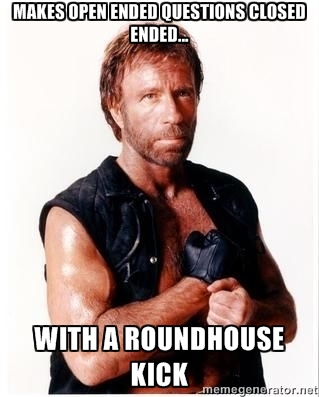 MAKES OPEN ENDED QUESTIONS CLOSED
ENDED...
WITH A ROUNDHOUSE
KICK
memegenerator.net